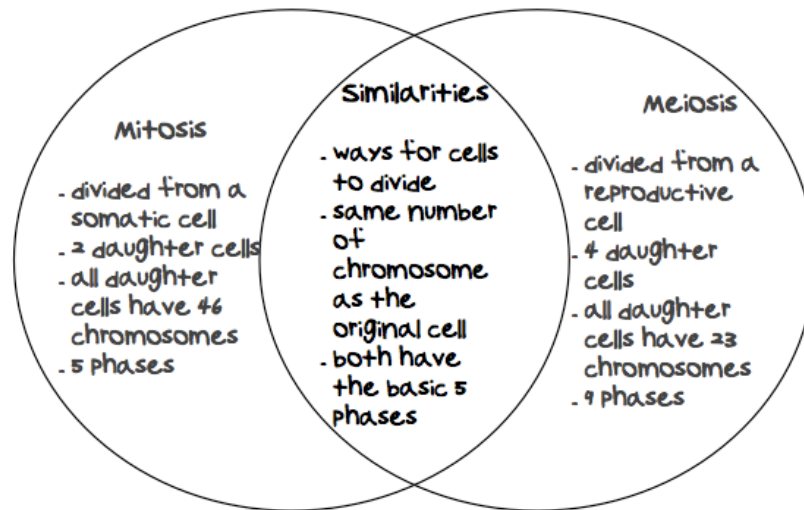 Mitosis
- divided from a
somatic cell
- 2 daughter cells
- all daughter
cells have 46
chromosomes
- 5 phases
Similarities
- ways for cells
to divide
- same number
of
chromosome
as the
original cell
- both have
the basic 5
phases
Meiosis
- divided from a
reproductive
cell
- 4 daughter
cells
- all daughter
cells have 23
chromosomes
- 9 phases